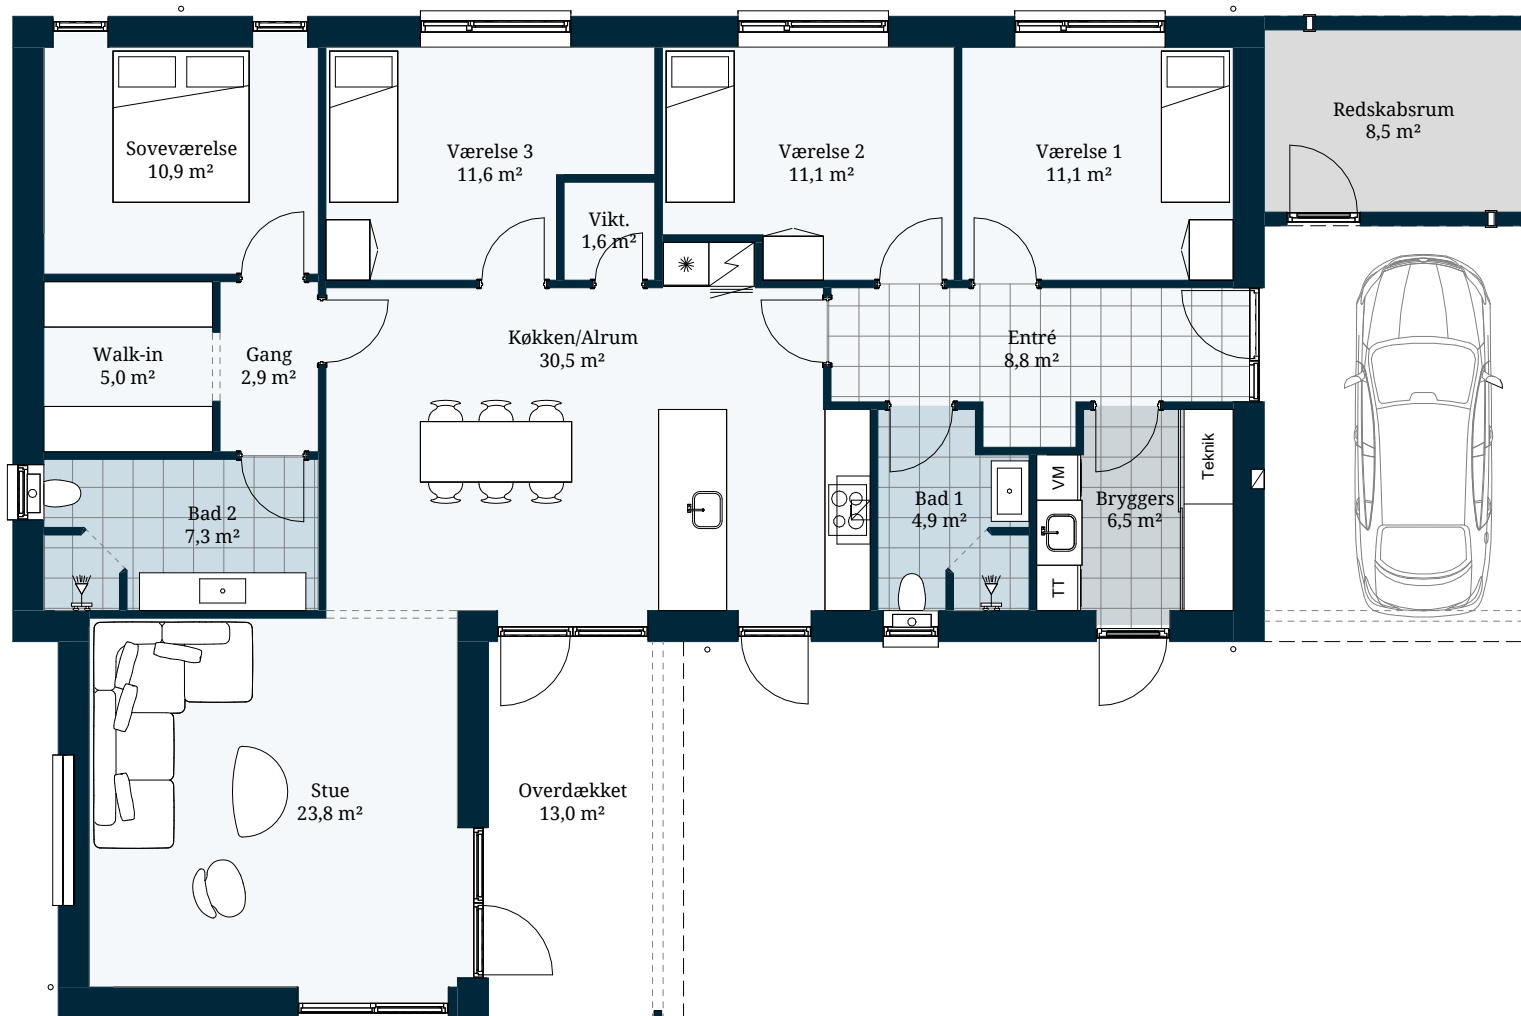 Soveværelse
10,9 m²
Værelse 3
11,6 m²
Vikt.
1,6 m²
Værelse 2
11,1 m²
Værelse 1
11,1 m²
Redskabsrum
8,5 m²
Walk-in
5,0 m²
Gang
2,9 m²
Køkken/Alrum
30,5 m²
Entré
8,8 m²
Bad 2
7,3 m²
Bad 1
4,9 m²
VM
TT
Bryggers
6,5 m²
Teknik
Stue
23,8 m²
Overdækket
13,0 m²